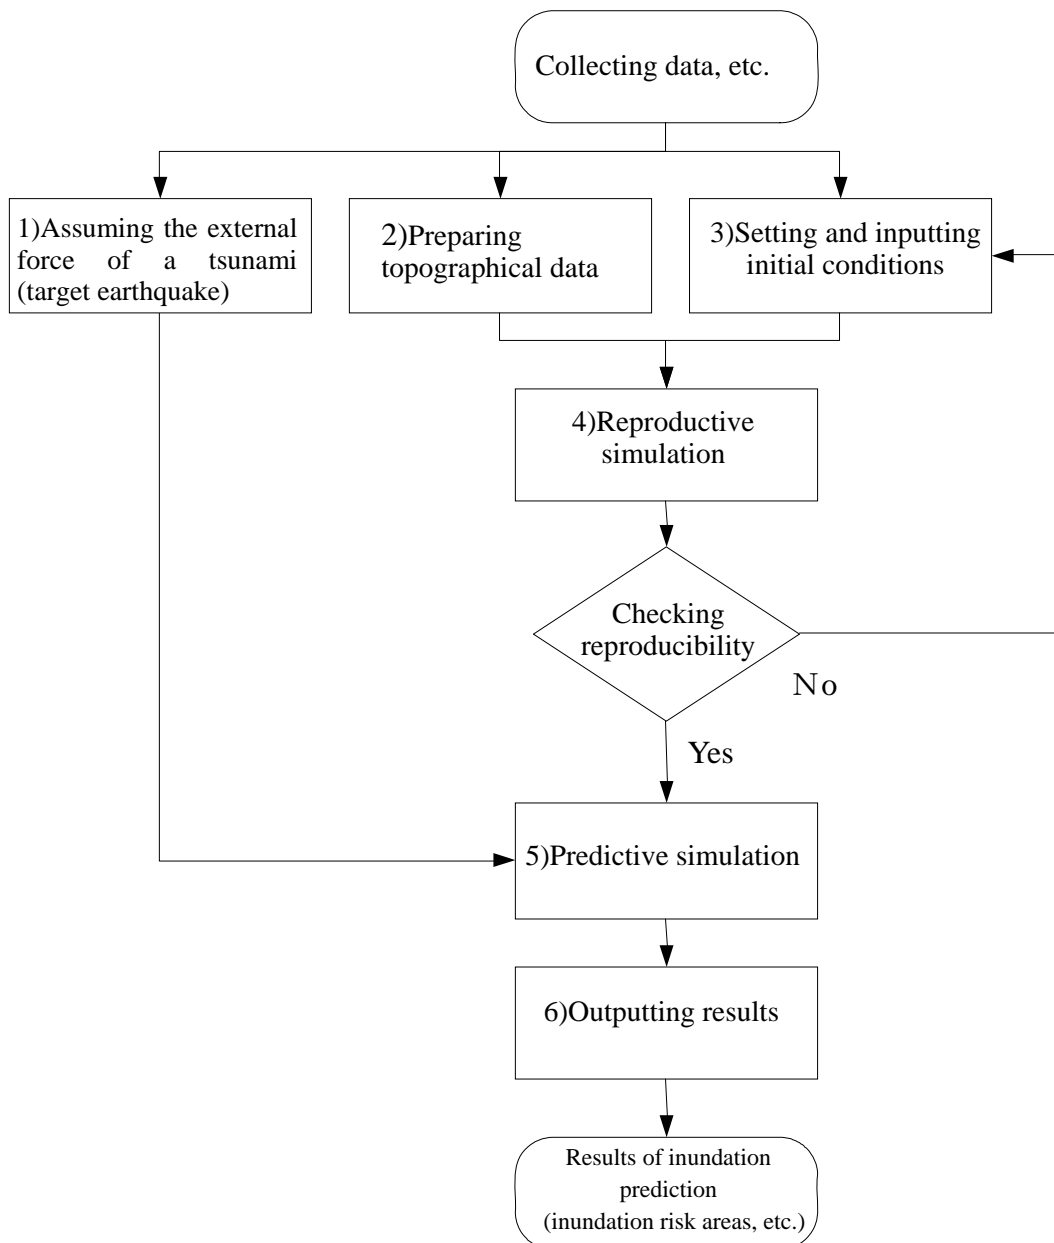 Collecting data, etc.
1)Assuming the external
force of a tsunami
(target earthquake)
2)Preparing
topographical data
3)Setting and inputting
initial conditions
4)Reproductive
simulation
Checking
reproducibility
No
Yes
5)Predictive simulation
6)Outputting results
Results of inundation
prediction
(inundation risk areas, etc.)